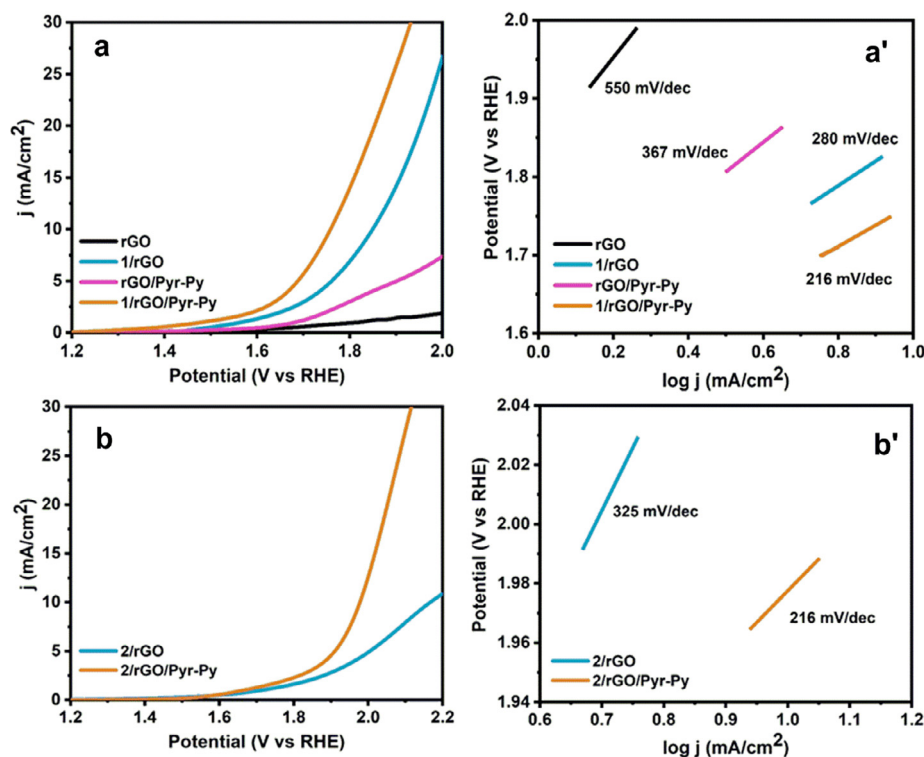 a
j (mA/cm²)
30
25
20
15
10
5
0
rGO
1/rGO
rGO/Pyr-Py
1/rGO/Pyr-Py
1.2 1.4 1.6 1.8 2.0
Potential (V vs RHE)
a'
Potential (V vs RHE)
2.0
1.9
1.8
1.7
1.6
550 mV/dec
367 mV/dec
280 mV/dec
216 mV/dec
rGO
1/rGO
rGO/Pyr-Py
1/rGO/Pyr-Py
0.0 0.2 0.4 0.6 0.8 1.0
log j (mA/cm²)
b
j (mA/cm²)
30
25
20
15
10
5
0
2/rGO
2/rGO/Pyr-Py
1.2 1.4 1.6 1.8 2.0 2.2
Potential (V vs RHE)
b'
Potential (V vs RHE)
2.04
2.02
2.00
1.98
1.96
1.94
325 mV/dec
216 mV/dec
2/rGO
2/rGO/Pyr-Py
0.6 0.7 0.8 0.9 1.0 1.1 1.2
log j (mA/cm²)